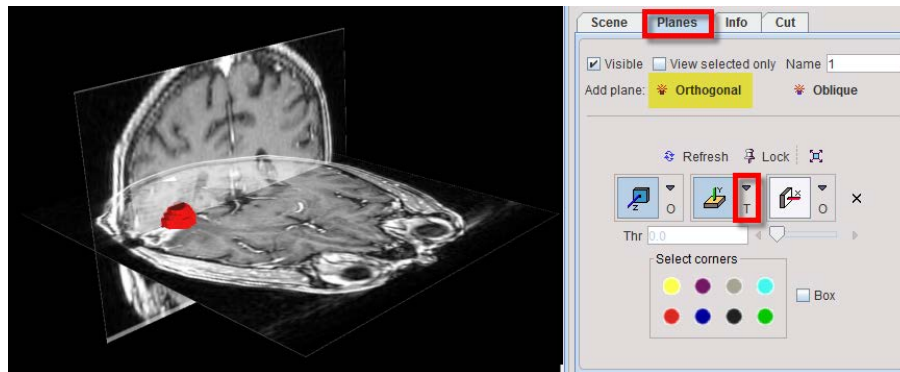 Scene Planes Info Cut
Visible View selected only Name 1
Add plane: Orthogonal Oblique
Refresh Lock
Z O Y T X O
Thr 0.0
Select corners
Box